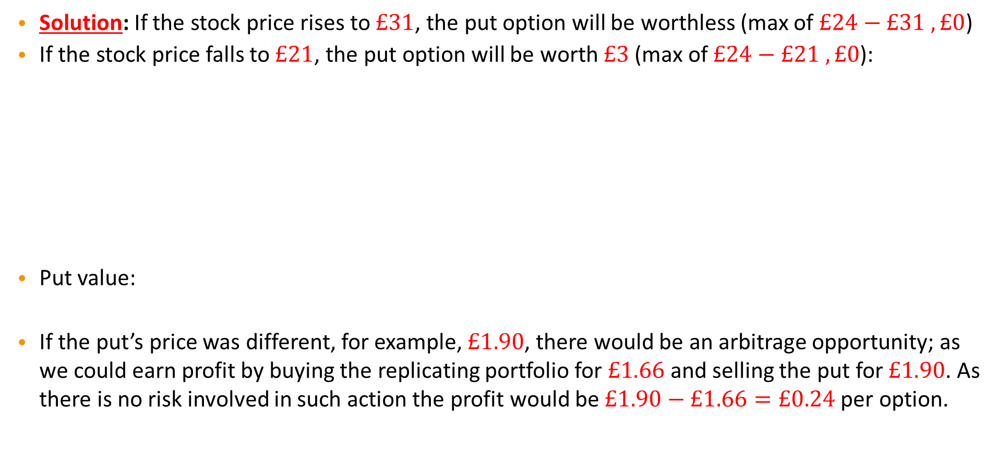 • Solution: If the stock price rises to £31, the put option will be worthless (max of £24 − £31 , £0)
• If the stock price falls to £21, the put option will be worth £3 (max of £24 − £21 , £0):
• Put value:
• If the put’s price was different, for example, £1.90, there would be an arbitrage opportunity; as
we could earn profit by buying the replicating portfolio for £1.66 and selling the put for £1.90. As
there is no risk involved in such action the profit would be £1.90 − £1.66 = £0.24 per option.